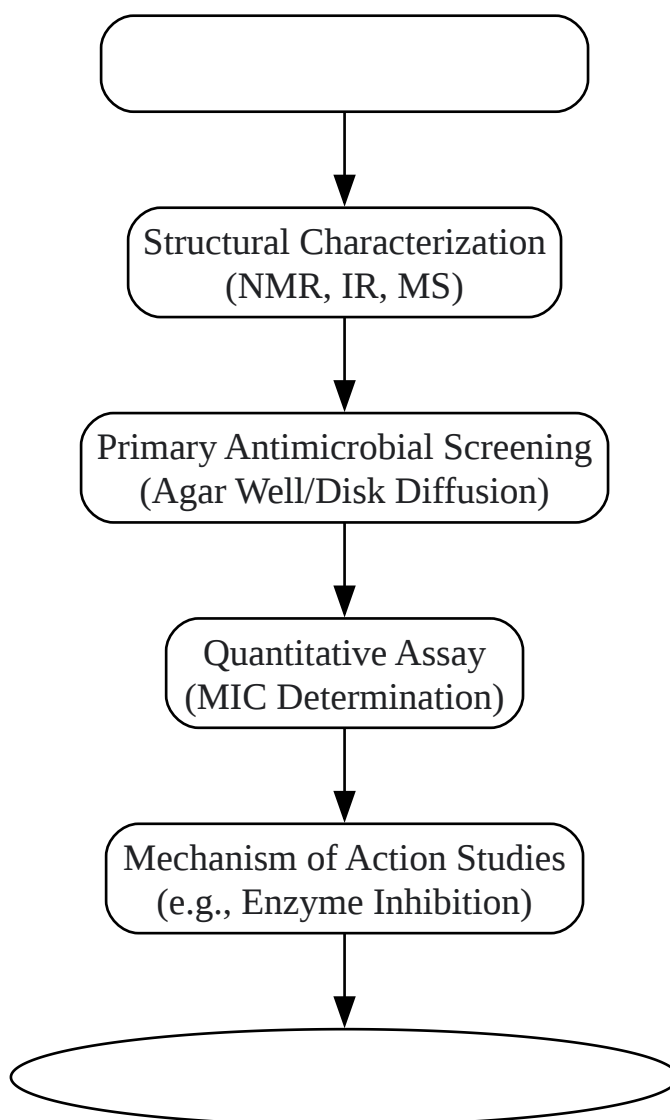 Structural Characterization
(NMR, IR, MS)
Primary Antimicrobial Screening
(Agar Well/Disk Diffusion)
Quantitative Assay
(MIC Determination)
Mechanism of Action Studies
(e.g., Enzyme Inhibition)